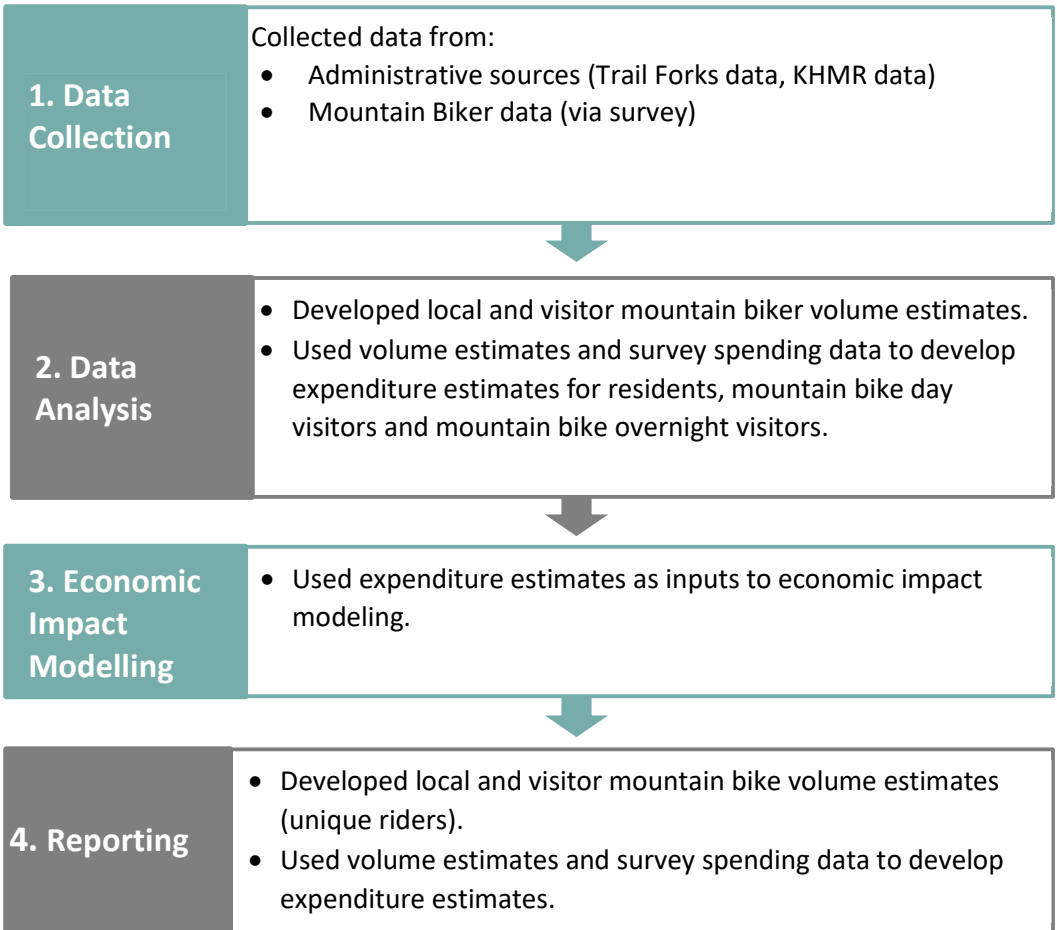 1. Data
Collection
Collected data from:
• Administrative sources (Trail Forks data, KHMR data)
• Mountain Biker data (via survey)
2. Data
Analysis
• Developed local and visitor mountain biker volume estimates.
• Used volume estimates and survey spending data to develop
expenditure estimates for residents, mountain bike day
visitors and mountain bike overnight visitors.
3. Economic
Impact
Modelling
• Used expenditure estimates as inputs to economic impact
modeling.
4. Reporting
• Developed local and visitor mountain bike volume estimates
(unique riders).
• Used volume estimates and survey spending data to develop
expenditure estimates.